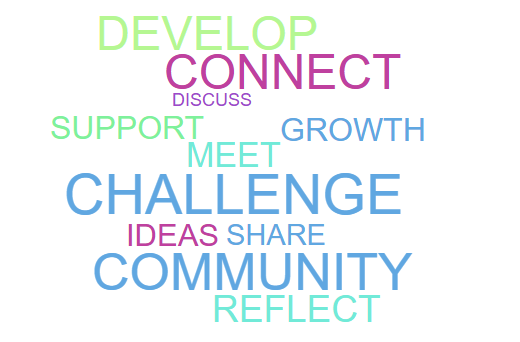 DEVELOP
CONNECT
DISCUSS
SUPPORT GROWTH
MEET
CHALLENGE
IDEAS SHARE
COMMUNITY
REFLECT